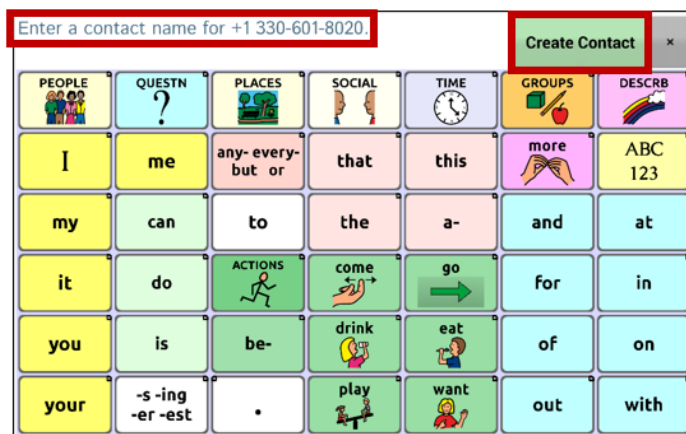 Enter a contact name for +1 330-601-8020.
Create Contact ×
PEOPLE QUESTN ? PLACES SOCIAL TIME GROUPS DESCRB
I me any- every- but or that this more ABC 123
my can to the a- and at
it do ACTIONS come go for in
you is be- drink eat of on
your -s -ing -er -est . play want out with